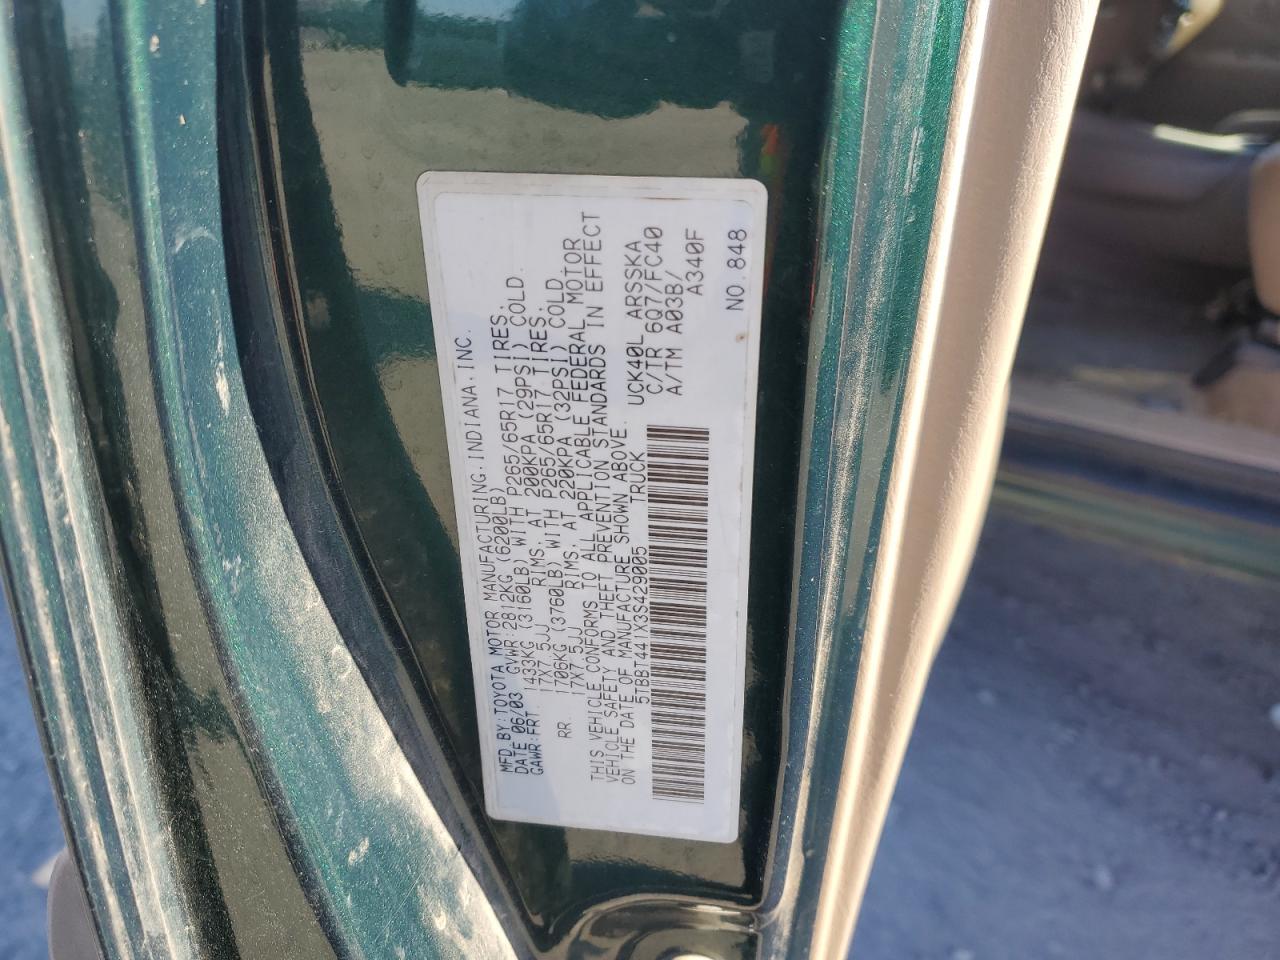 MFD BY:TOYOTA MOTOR MANUFACTURING.INDIANA.INC.
DATE 06/03 GVWR:2812KG(6200LB)
GAWR:FRT. 1433KG (3160LB) WITH P265/65R17 TIRES.
17X7.5JJ RIMS. AT 200KPA (29PSI) COLD.
RR. 1706KG (3760LB) WITH P265/65R17 TIRES.
17X7.5JJ RIMS. AT 220KPA (32PSI) COLD.
THIS VEHICLE CONFORMS TO ALL APPLICABLE FEDERAL MOTOR
VEHICLE SAFETY AND THEFT PREVENTION STANDARDS IN EFFECT
ON THE DATE OF MANUFACTURE SHOWN ABOVE.
5TBBT441X3S429005 TRUCK
UCK40L ARSSKA
C/TR 6Q7/FC40
A/TM A03B/
A340F
NO.848